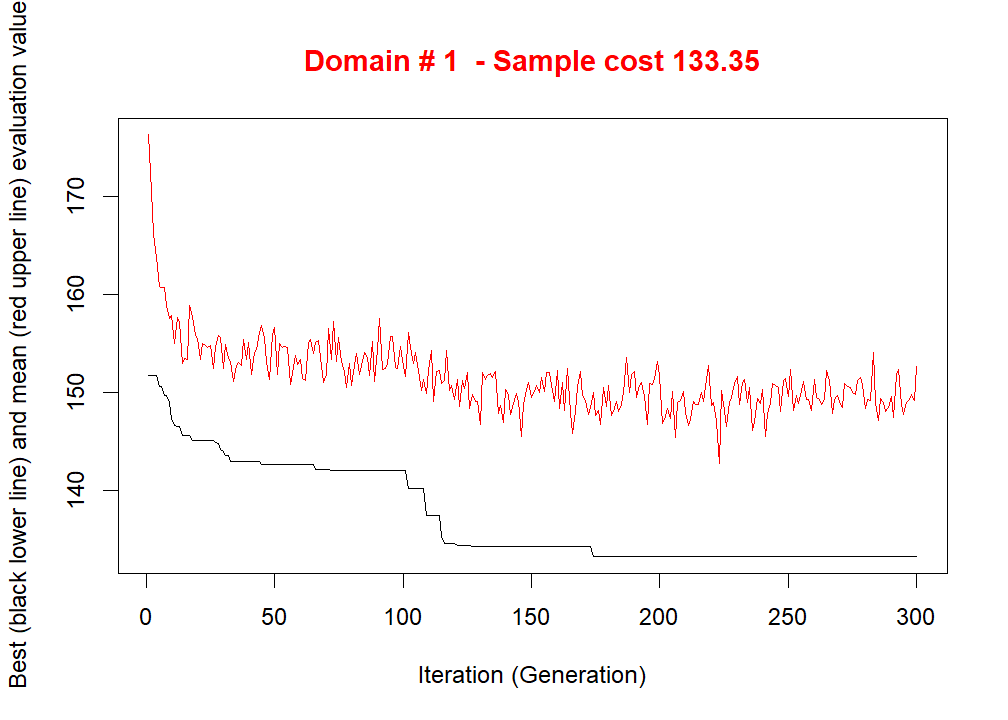 Domain # 1  - Sample cost 133.35
Best (black lower line) and mean (red upper line) evaluation value
170
160
150
140
0 50 100 150 200 250 300
Iteration (Generation)